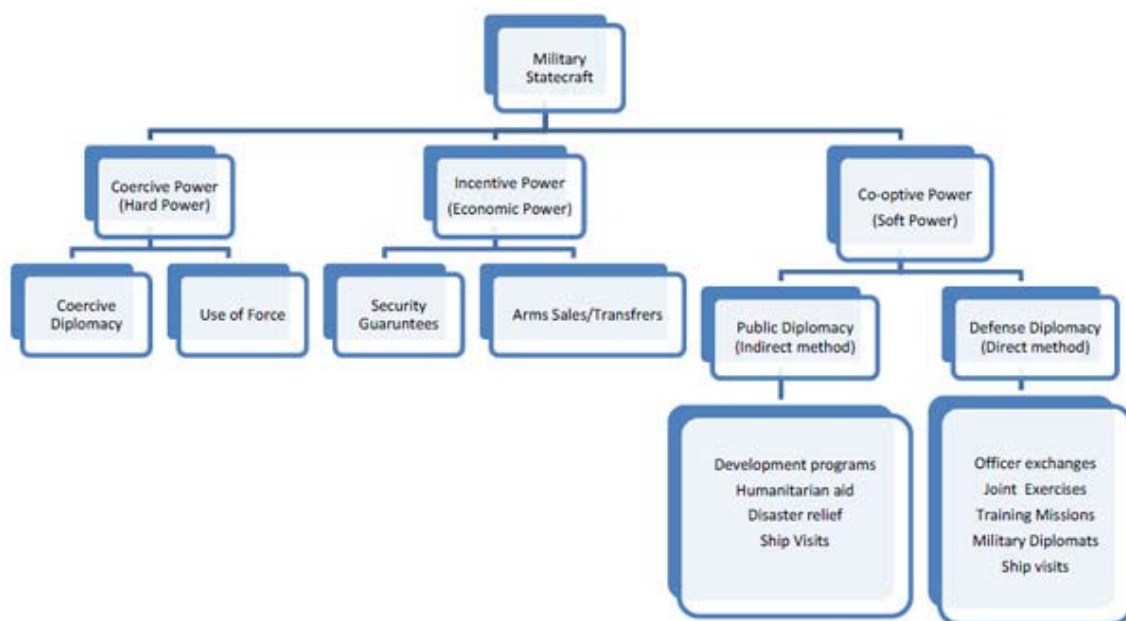 Military
Statecraft
Coercive Power
(Hard Power)
Incentive Power
(Economic Power)
Co-optive Power
(Soft Power)
Coercive
Diplomacy
Use of Force
Security
Guaruntees
Arms Sales/Transfrers
Public Diplomacy
(Indirect method)
Defense Diplomacy
(Direct method)
Development programs
Humanitarian aid
Disaster relief
Ship Visits
Officer exchanges
Joint Exercises
Training Missions
Military Diplomats
Ship visits